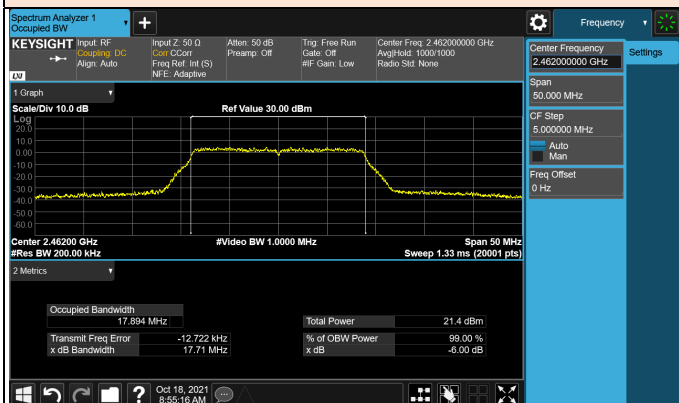 Spectrum Analyzer 1
Occupied BW
Frequency
KEYSIGHT
Input: RF
Coupling: DC
Align: Auto
Input Z: 50 Ω
Corr CCorr
Freq Ref: Int (S)
NFE: Adaptive
Atten: 50 dB
Preamp: Off
Trig: Free Run
Gate: Off
#IF Gain: Low
Center Freq: 2.462000000 GHz
Avg|Hold: 1000/1000
Radio Std: None
LXI
Center Frequency
2.462000000 GHz
Settings
Span
50.000 MHz
CF Step
5.000000 MHz
Auto
Man
Freq Offset
0 Hz
1 Graph
Scale/Div 10.0 dB
Ref Value 30.00 dBm
Log
20.0
10.0
0.00
-10.0
-20.0
-30.0
-40.0
-50.0
-60.0
Center 2.46200 GHz
#Video BW 1.0000 MHz
Span 50 MHz
#Res BW 200.00 kHz
Sweep 1.33 ms (20001 pts)
2 Metrics
Occupied Bandwidth
17.894 MHz
Total Power 21.4 dBm
Transmit Freq Error -12.722 kHz
% of OBW Power 99.00 %
x dB Bandwidth 17.71 MHz
x dB -6.00 dB
?
Oct 18, 2021
8:55:16 AM